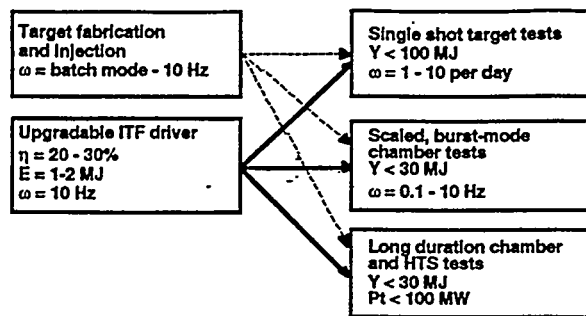 Target fabrication
and injection
ω = batch mode - 10 Hz
Upgradable ITF driver
η = 20 - 30%
E = 1-2 MJ
ω = 10 Hz
Single shot target tests
Y < 100 MJ
ω = 1 - 10 per day
Scaled, burst-mode
chamber tests
Y < 30 MJ
ω = 0.1 - 10 Hz
Long duration chamber
and HTS tests
Y < 30 MJ
Pt < 100 MW